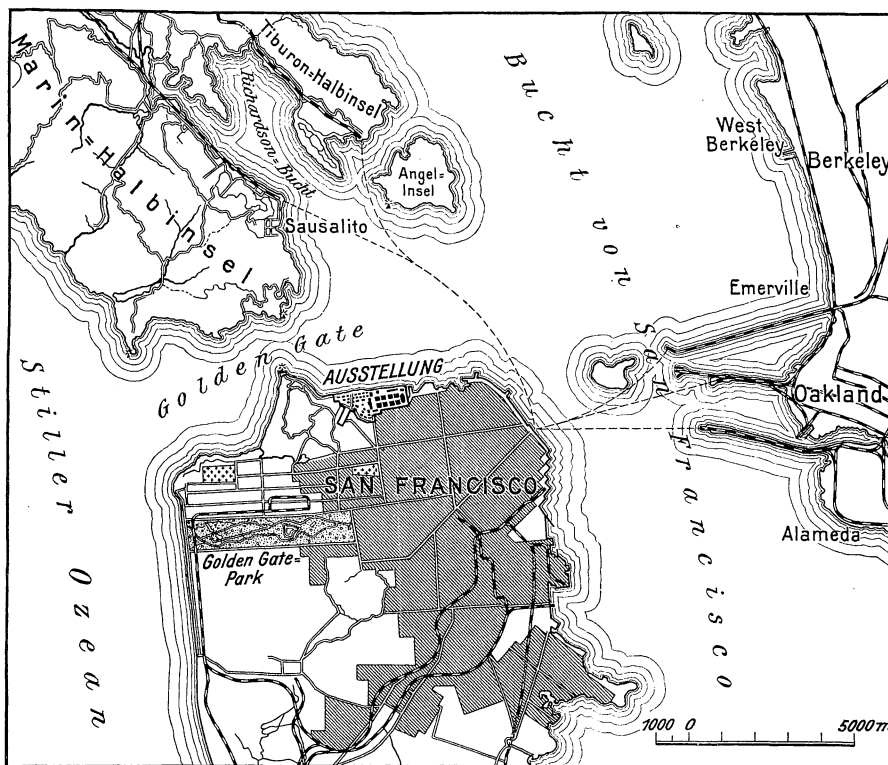 Marin=Halbinsel
Tiburon=Halbinsel
Richardson=Bucht
Angel=
Insel
Sausalito
Bucht von San Francisco
West
Berkeley
Berkeley
Emerville
Golden Gate
AUSSTELLUNG
Oakland
SAN FRANCISCO
Golden Gate=
Park
Alameda
Stiller Ozean
1000 0 5000 m